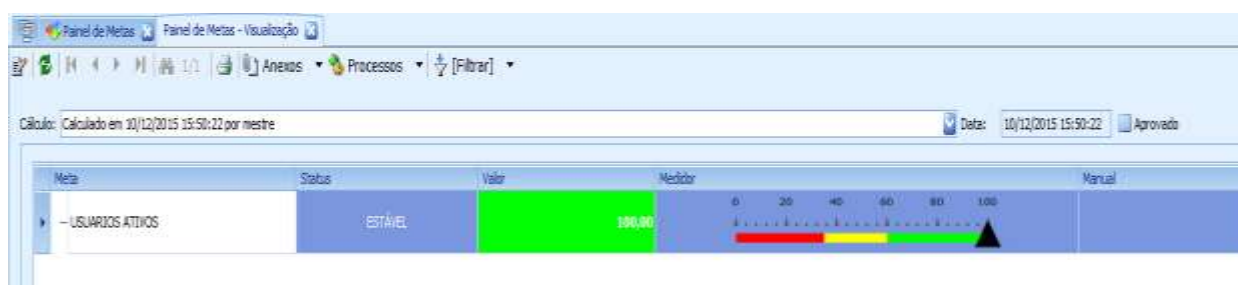 Painel de Metas Painel de Metas - Visualização
1/1 Anexos Processos [Filtrar]
Cálculo: Calculado em 10/12/2015 15:50:22 por mestre Data: 10/12/2015 15:50:22 Aprovado
Meta Status Valor Medidor Manual
0 20 40 60 80 100
– USUARIOS ATIVOS ESTÁVEL 100,00